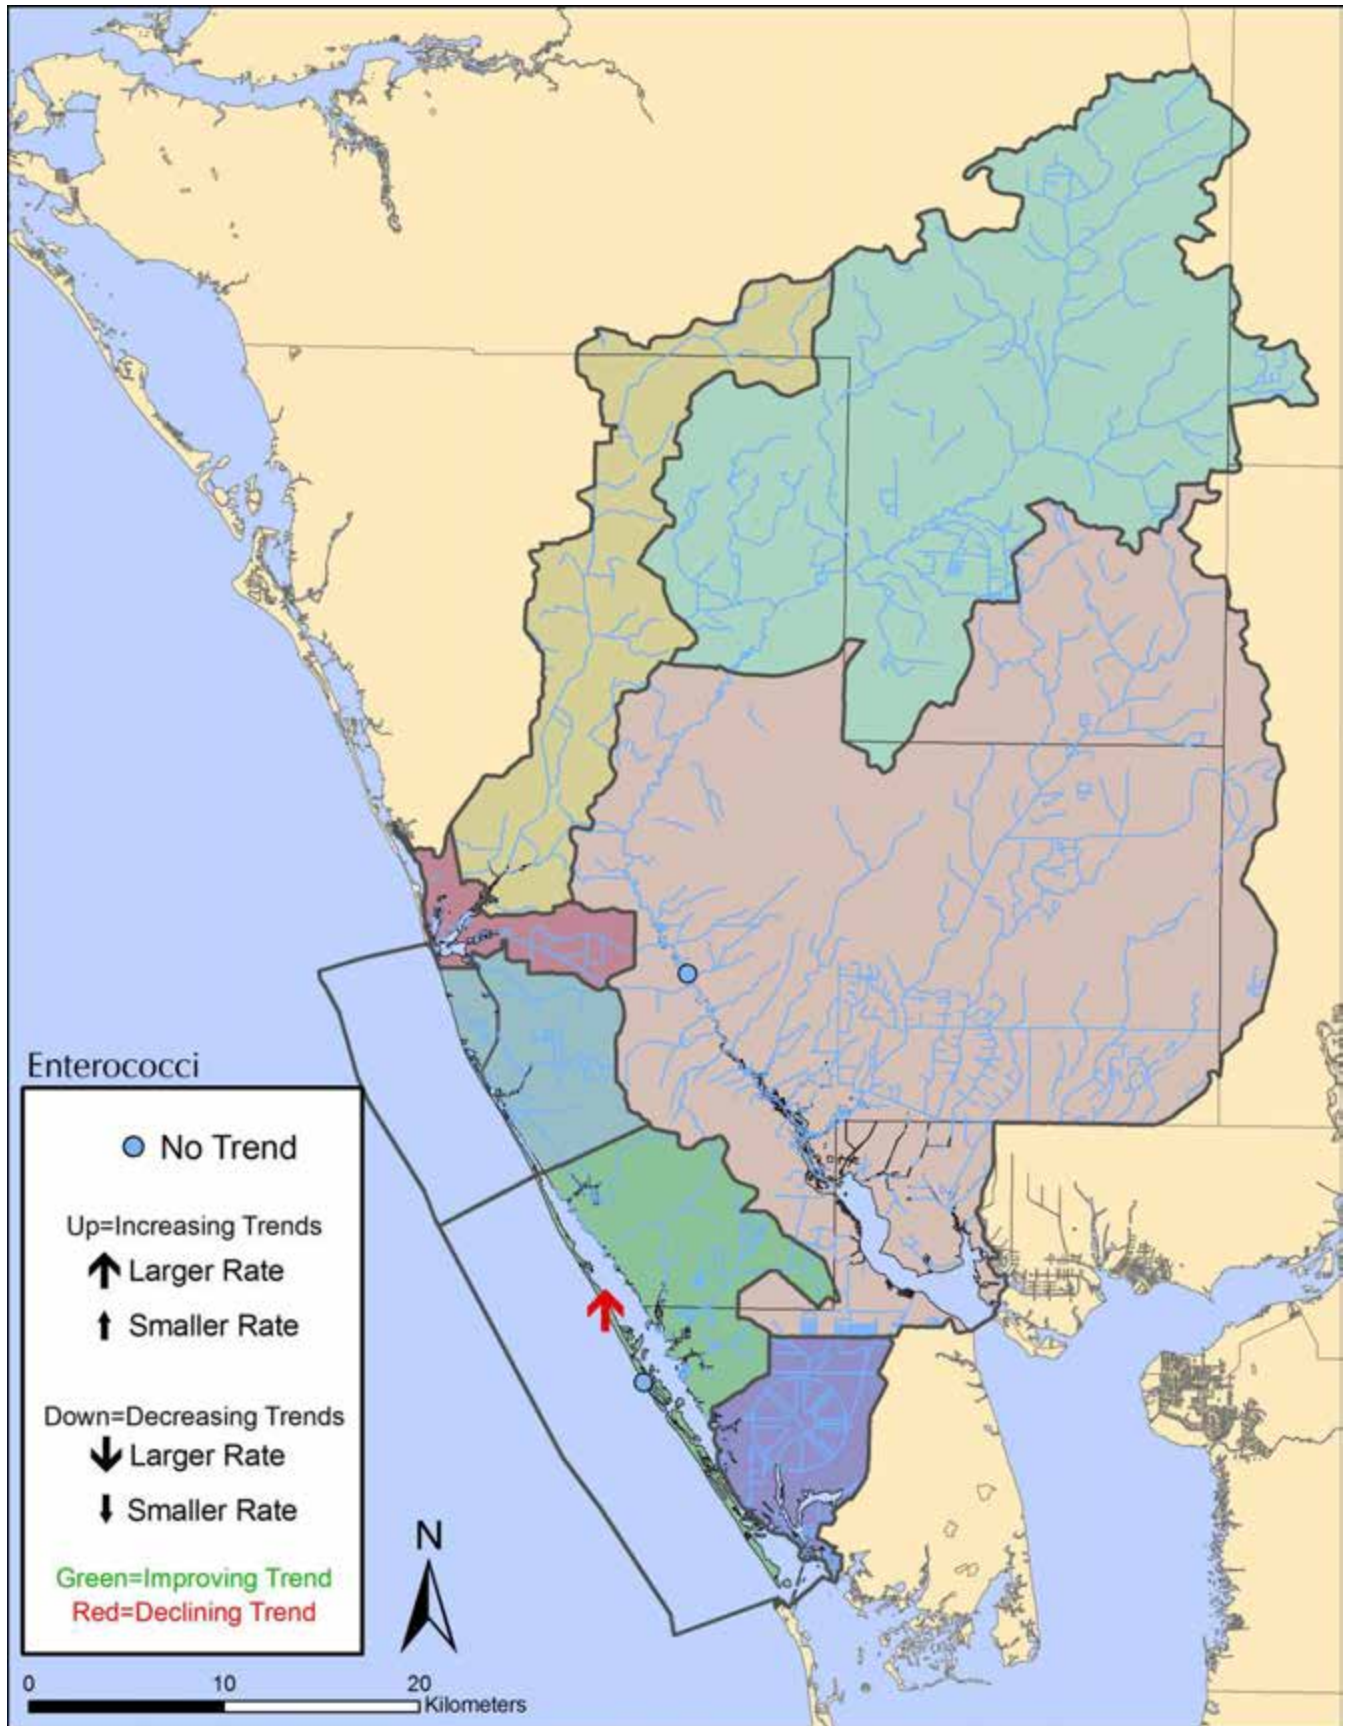 Enterococci
No Trend
Up=Increasing Trends
Larger Rate
Smaller Rate
Down=Decreasing Trends
Larger Rate
Smaller Rate
Green=Improving Trend
Red=Declining Trend
N
0 10 20
Kilometers